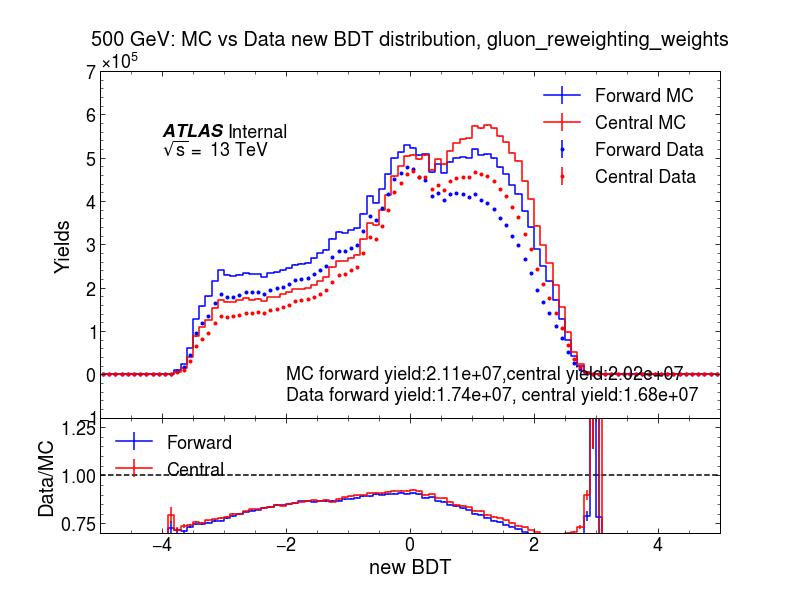 500 GeV: MC vs Data new BDT distribution, gluon_reweighting_weights
×10⁵
7
6
5
4
3
2
1
0
−1
Yields
ATLAS Internal
√s = 13 TeV
Forward MC
Central MC
Forward Data
Central Data
MC forward yield:2.11e+07,central yield:2.02e+07
Data forward yield:1.74e+07, central yield:1.68e+07
1.25
1.00
0.75
Data/MC
Forward
Central
−4 −2 0 2 4
new BDT